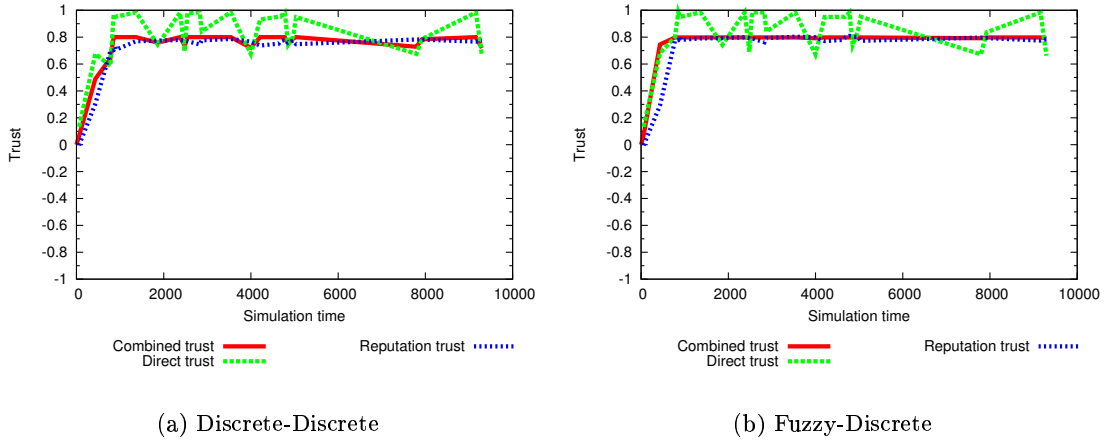 1
0.8
0.6
0.4
0.2
0
-0.2
-0.4
-0.6
-0.8
-1
Trust
0 2000 4000 6000 8000 10000
Simulation time
Combined trust
Direct trust
Reputation trust
(a) Discrete-Discrete
1
0.8
0.6
0.4
0.2
0
-0.2
-0.4
-0.6
-0.8
-1
Trust
0 2000 4000 6000 8000 10000
Simulation time
Combined trust
Direct trust
Reputation trust
(b) Fuzzy-Discrete